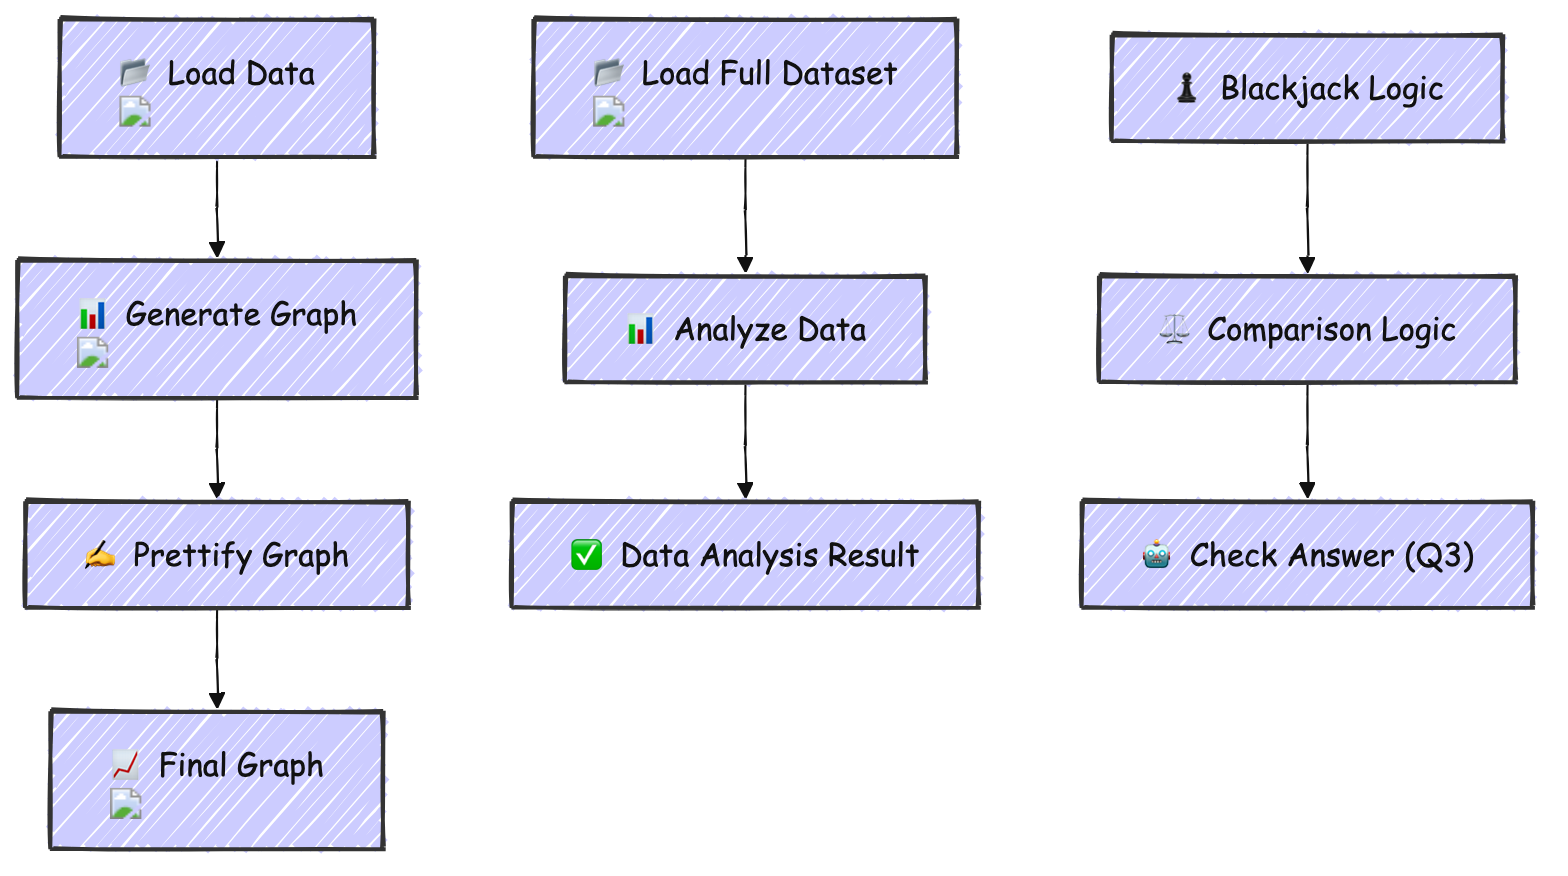 📂 Load Data
📊 Generate Graph
✍️ Prettify Graph
📈 Final Graph
📂 Load Full Dataset
📊 Analyze Data
✅ Data Analysis Result
♟️ Blackjack Logic
⚖️ Comparison Logic
🤖 Check Answer (Q3)